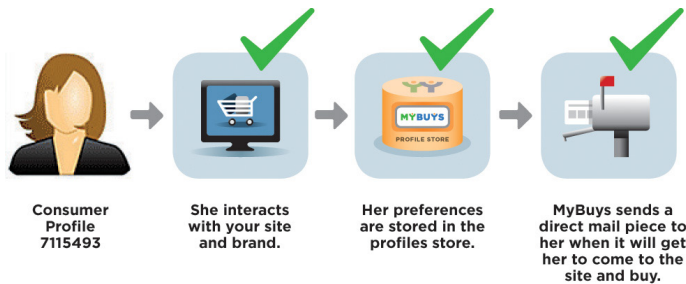 MYBUYS
PROFILE STORE
Consumer
Profile
7115493
She interacts
with your site
and brand.
Her preferences
are stored in the
profiles store.
MyBuys sends a
direct mail piece to
her when it will get
her to come to the
site and buy.